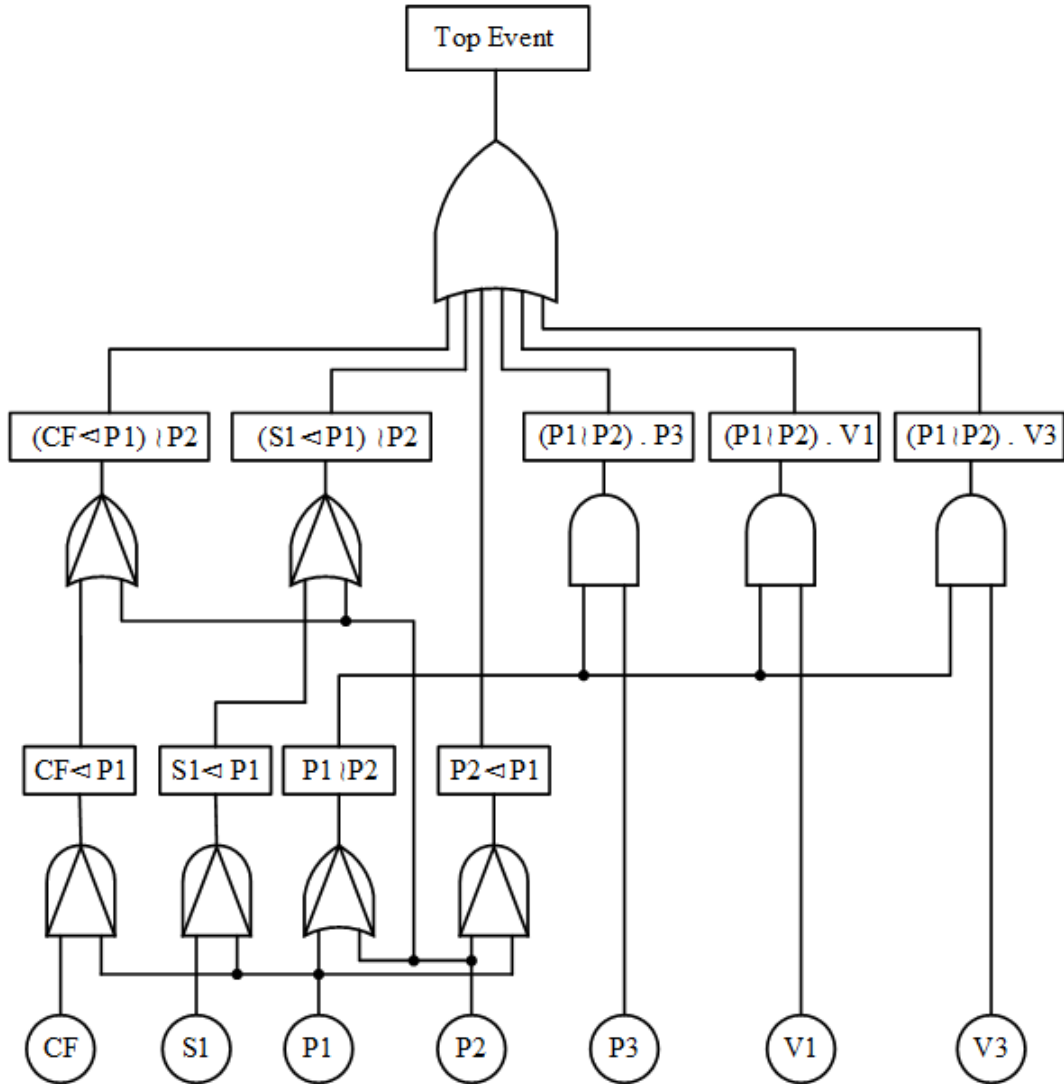 Top Event
(CF⊲P1) ≀P2
(S1⊲P1) ≀P2
(P1≀P2) . P3
(P1≀P2) . V1
(P1≀P2) . V3
CF⊲P1
S1⊲P1
P1≀P2
P2⊲P1
CF
S1
P1
P2
P3
V1
V3